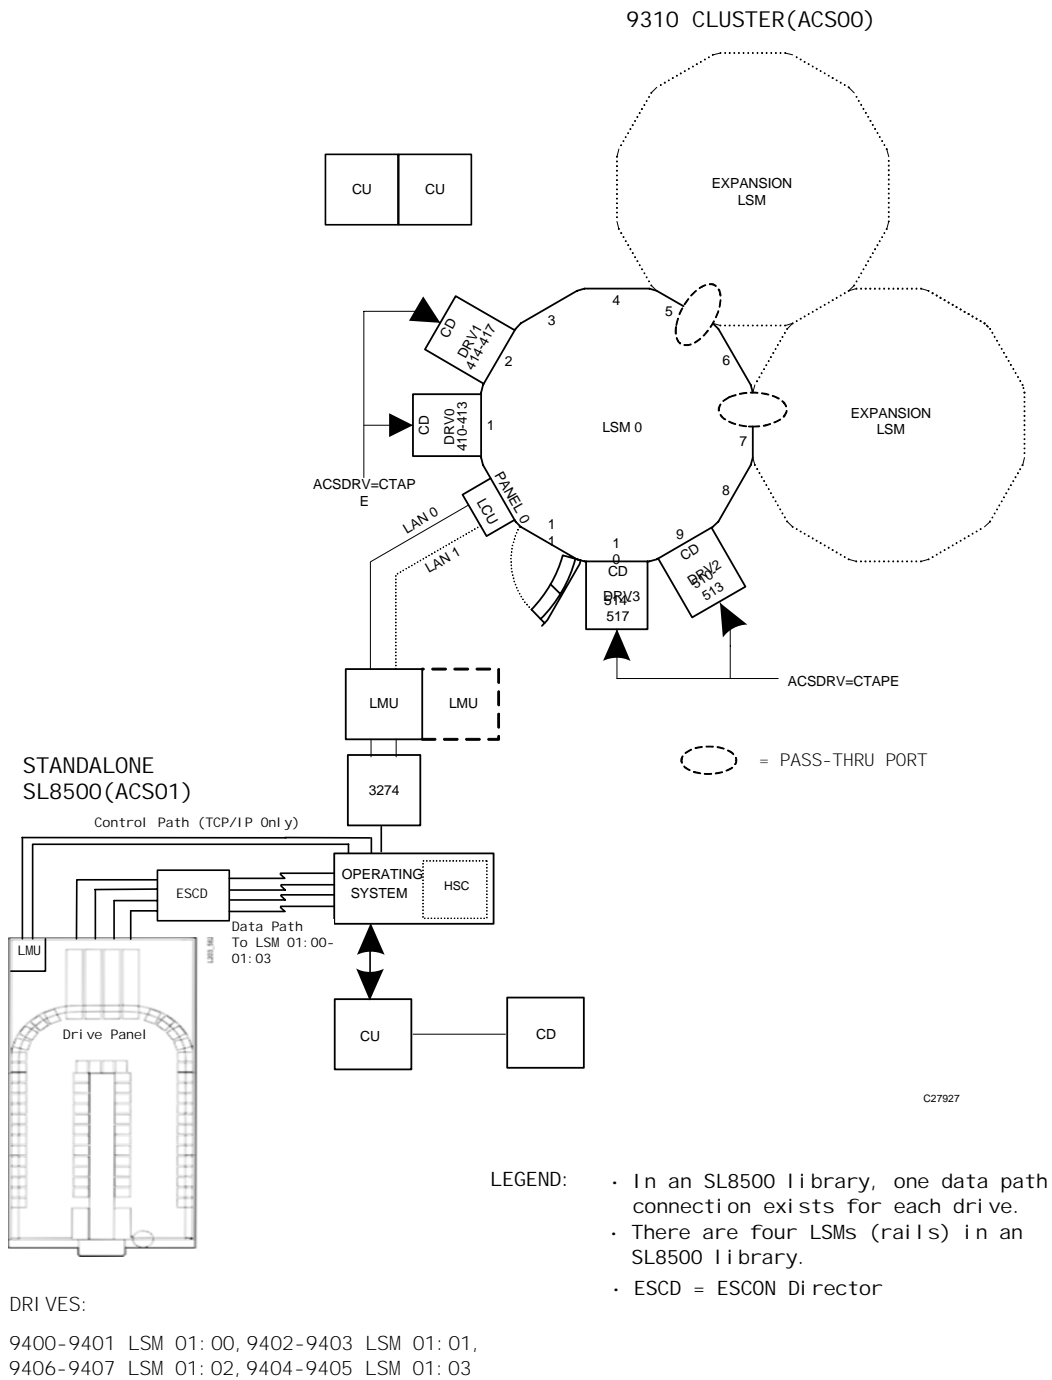 9310 CLUSTER(ACS00)
EXPANSION
LSM
CU
CU
4
3
5
2
6
CD
DRV1
414-417
CD
DRV0
410-413
1
LSM 0
EXPANSION
LSM
7
8
ACSDRV=CTAP
E
PANEL 0
LCU
LAN 0
LAN 1
1
1
1
0
9
CD
DRV3
514-
517
CD
DRV2
510-
513
ACSDRV=CTAPE
LMU
LMU
= PASS-THRU PORT
STANDALONE
SL8500(ACS01)
3274
Control Path (TCP/IP Only)
OPERATING
SYSTEM
HSC
ESCD
Data Path
To LSM 01:00-
01:03
LMU
L203_562
Drive Panel
CU
CD
C27927
LEGEND:
· In an SL8500 library, one data path
connection exists for each drive.
· There are four LSMs (rails) in an
SL8500 library.
· ESCD = ESCON Director
DRIVES:
9400-9401 LSM 01:00, 9402-9403 LSM 01:01,
9406-9407 LSM 01:02, 9404-9405 LSM 01:03